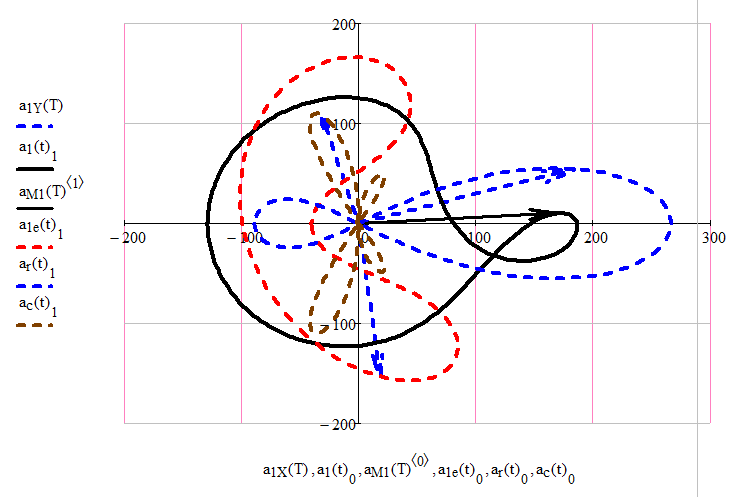 200
a1Y(T)
a1(t)1
100
aM1(T)⟨1⟩
a1e(t)1
−200 −100 0 100 200 300
ar(t)1
ac(t)1
−100
−200
a1X(T) , a1(t)0 , aM1(T)⟨0⟩ , a1e(t)0 , ar(t)0 , ac(t)0